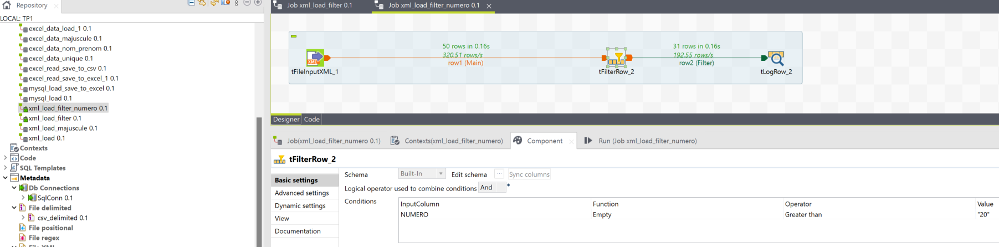 Repository
LOCAL: TP1
excel_data_load_1 0.1
excel_data_majuscule 0.1
excel_data_nom_prenom 0.1
excel_data_unique 0.1
excel_read_save_to_csv 0.1
excel_read_save_to_excel_1 0.1
mysql_load_save_to_excel 0.1
mysql_load 0.1
xml_load_filter_numero 0.1
xml_load_filter 0.1
xml_load_majuscule 0.1
xml_load 0.1
Contexts
Code
SQL Templates
Metadata
Db Connections
SqlConn 0.1
File delimited
csv_delimited 0.1
File positional
File regex
File XML
Job xml_load_filter 0.1
Job xml_load_filter_numero 0.1
50 rows in 0.16s
320.51 rows/s
row1 (Main)
31 rows in 0.16s
192.55 rows/s
row2 (Filter)
XML
tFileInputXML_1
tFilterRow_2
tLogRow_2
Designer
Code
Job(xml_load_filter_numero 0.1)
Contexts(xml_load_filter_numero)
Component
Run (Job xml_load_filter_numero)
tFilterRow_2
Basic settings
Advanced settings
Dynamic settings
View
Documentation
Schema
Built-In
Edit schema
...
Sync columns
Logical operator used to combine conditions
And
*
Conditions
InputColumn Function Operator Value
NUMERO Empty Greater than "20"